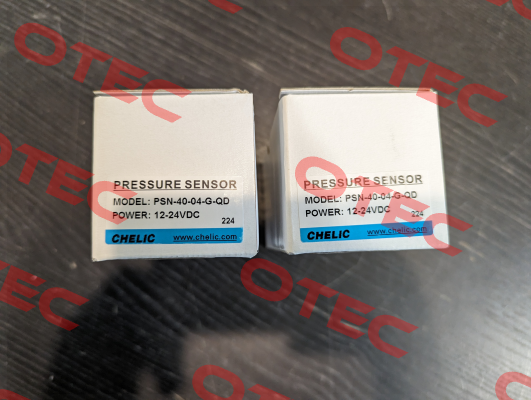 PRESSURE SENSOR
MODEL: PSN-40-04-G-QD
POWER: 12-24VDC
224
CHELIC www.chelic.com
PRESSURE SENSOR
MODEL: PSN-40-04-G-QD
POWER: 12-24VDC
224
CHELIC www.chelic.com
OTEC
OTEC
OTEC
OTEC
OTEC